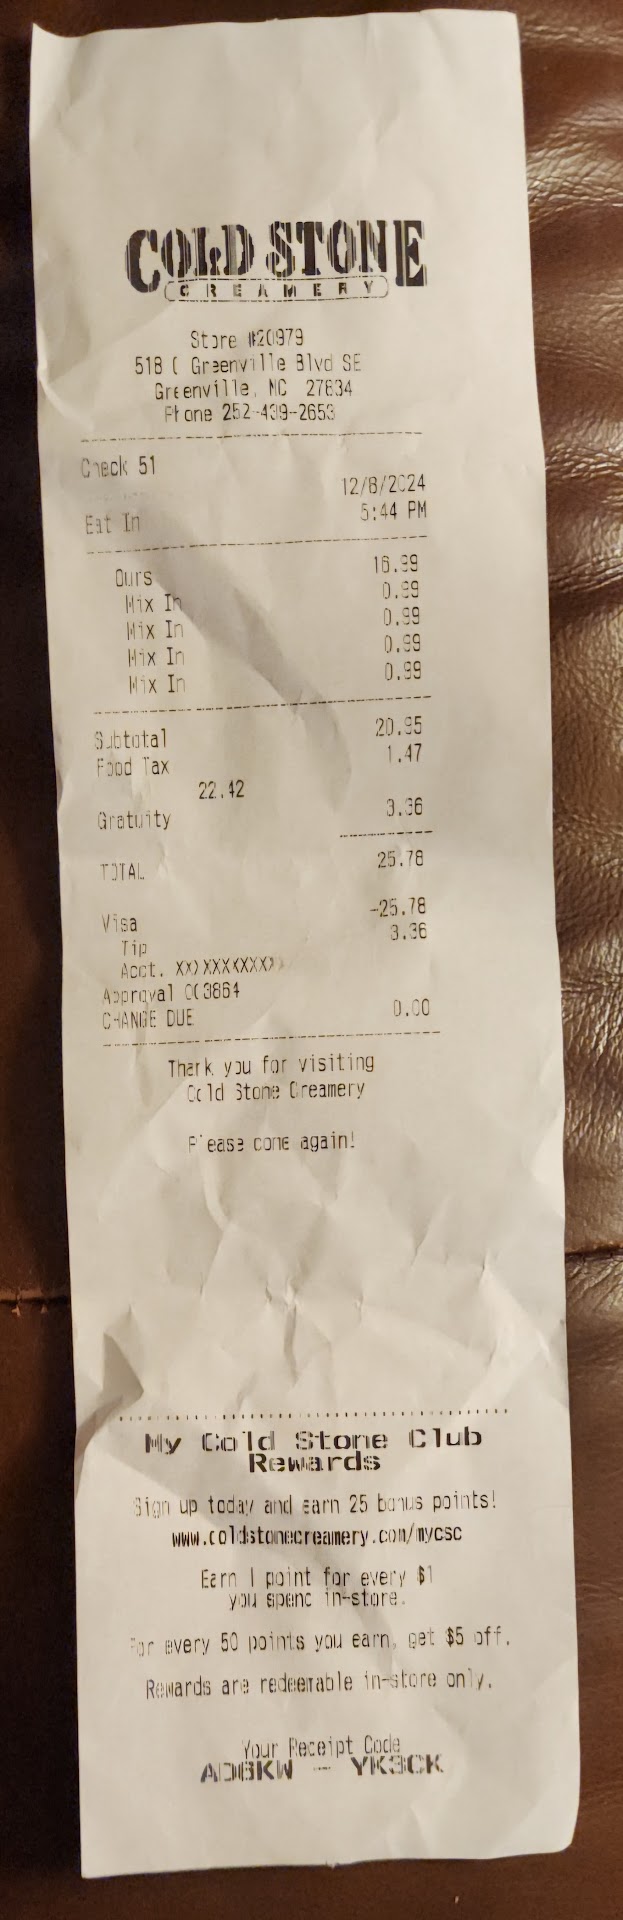 COLD STONE
CREAMERY
Store #20979
518 C Greenville Blvd SE
Greenville, NC 27834
Phone 252-439-2653
Check 51
12/8/2024
Eat In 5:44 PM
Ours 16.99
Mix In 0.99
Mix In 0.99
Mix In 0.99
Mix In 0.99
Subtotal 20.95
Food Tax 1.47
22.42
Gratuity 3.36
TOTAL 25.78
Visa -25.78
Tip 3.36
Acct. XXXXXXXXXXX
Approval 003864
CHANGE DUE 0.00
Thank you for visiting
Cold Stone Creamery
Please come again!
My Cold Stone Club
Rewards
Sign up today and earn 25 bonus points!
www.coldstonecreamery.com/mycsc
Earn 1 point for every $1
you spend in-store.
For every 50 points you earn, get $5 off.
Rewards are redeemable in-store only.
Your Receipt Code
- YK3CK